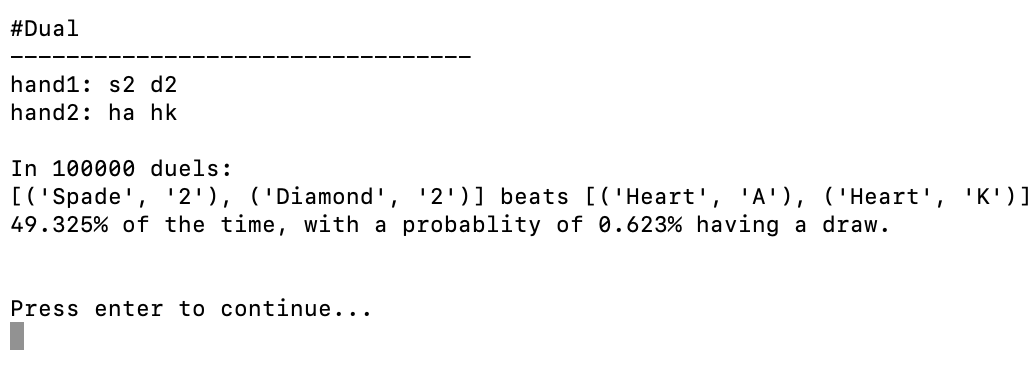 #Dual
---------------------------------
hand1: s2 d2
hand2: ha hk
In 100000 duels:
[('Spade', '2'), ('Diamond', '2')] beats [('Heart', 'A'), ('Heart', 'K')]
49.325% of the time, with a probablity of 0.623% having a draw.
Press enter to continue...